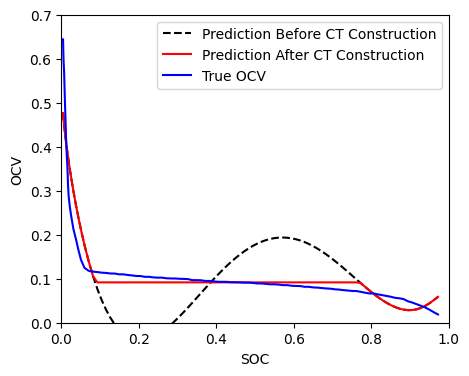 Prediction Before CT Construction
Prediction After CT Construction
True OCV
0.7
0.6
0.5
0.4
0.3
0.2
0.1
0.0
OCV
0.0 0.2 0.4 0.6 0.8 1.0
SOC